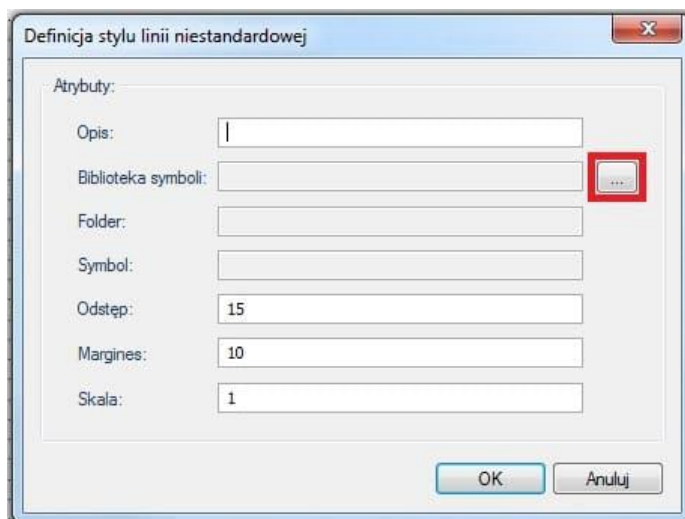 Definicja stylu linii niestandardowej
Atrybuty:
Opis:
Biblioteka symboli: ...
Folder:
Symbol:
Odstęp: 15
Margines: 10
Skala: 1
OK Anuluj